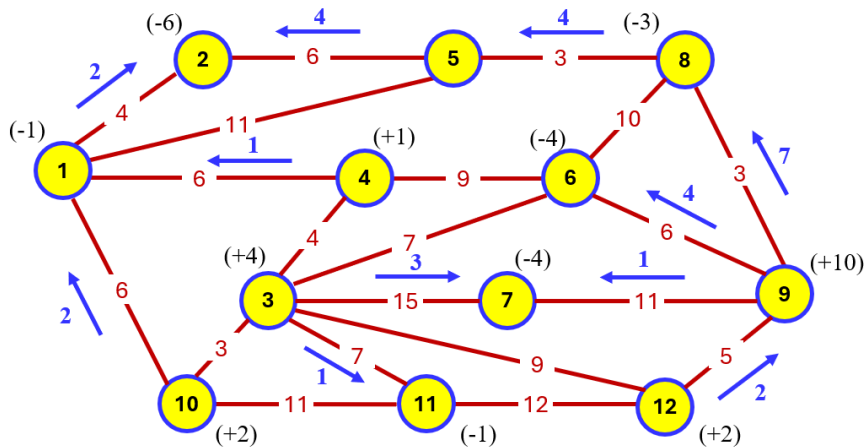 (-6) 4 4 (-3)
2 6 5 3 8
2
4 11 10
(-1) 1 (+1) (-4) 7
1 6 4 9 6 3
4
4 7 6
(+4) 3 (-4) 1 (+10)
3 15 7 11 9
6
2
3 7 9 5
1 2
10 11 11 12 12
(+2) (-1) (+2)